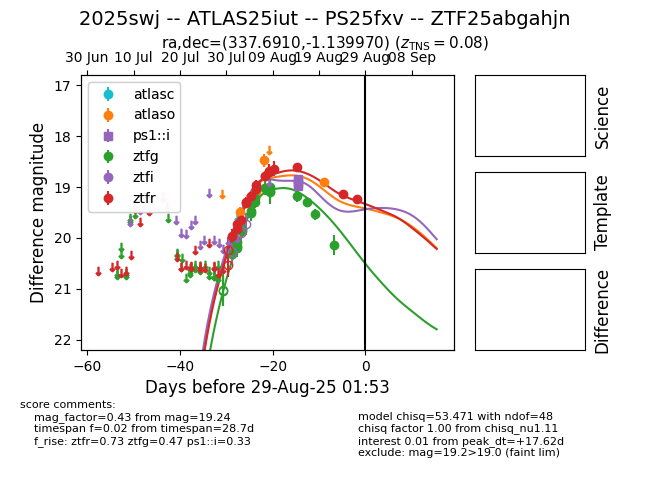 2025swj -- ATLAS25iut -- PS25fxv -- ZTF25abgahjn
ra,dec=(337.6910,-1.139970) (z_TNS = 0.08)
30 Jun 10 Jul 20 Jul 30 Jul 09 Aug 19 Aug 29 Aug 08 Sep
17
18
19
20
21
22
Difference magnitude
atlasc
atlaso
ps1::i
ztfg
ztfi
ztfr
−60 −40 −20 0
Days before 29-Aug-25 01:53
Science
Template
Difference
score comments:
mag_factor=0.43 from mag=19.24
timespan f=0.02 from timespan=28.7d
f_rise: ztfr=0.73 ztfg=0.47 ps1::i=0.33
model chisq=53.471 with ndof=48
chisq factor 1.00 from chisq_nu1.11
interest 0.01 from peak_dt=+17.62d
exclude: mag=19.2>19.0 (faint lim)